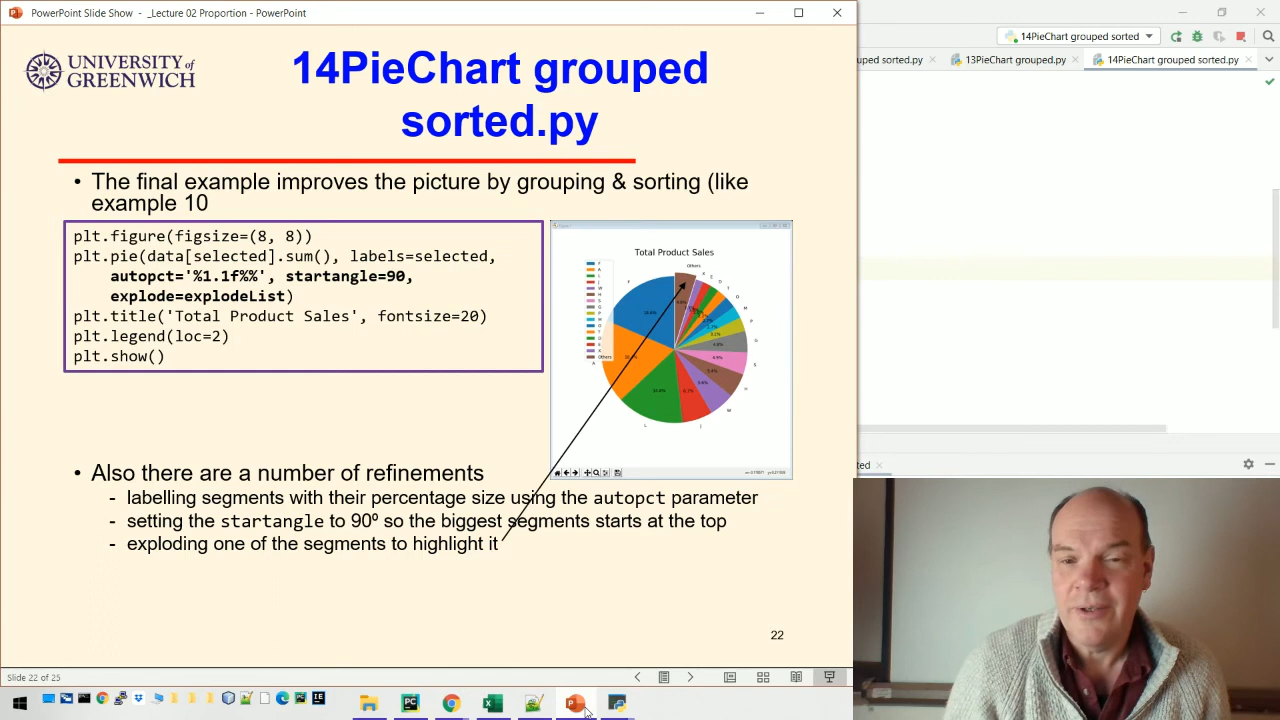 PowerPoint Slide Show - _Lecture 02 Proportion - PowerPoint
14PieChart grouped sorted
uped sorted.py
13PieChart grouped.py
14PieChart grouped sorted.py
UNIVERSITY of
GREENWICH
14PieChart grouped
sorted.py
• The final example improves the picture by grouping & sorting (like
example 10
plt.figure(figsize=(8, 8))
plt.pie(data[selected].sum(), labels=selected,
autopct='%1.1f%%', startangle=90,
explode=explodeList)
plt.title('Total Product Sales', fontsize=20)
plt.legend(loc=2)
plt.show()
Total Product Sales
Others
Others
• Also there are a number of refinements
- labelling segments with their percentage size using the autopct parameter
- setting the startangle to 90º so the biggest segments starts at the top
- exploding one of the segments to highlight it
22
ted
Slide 22 of 25